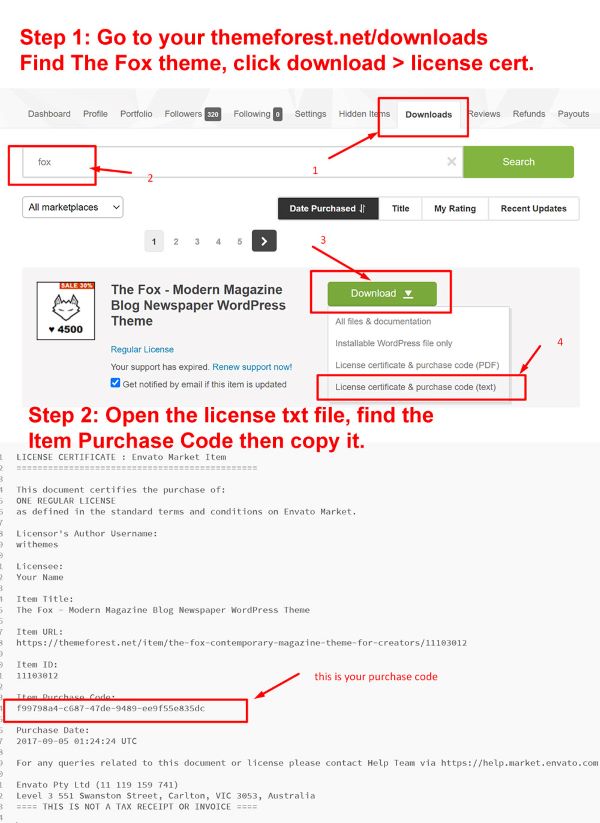 Step 1: Go to your themeforest.net/downloads
Find The Fox theme, click download > license cert.
Dashboard Profile Portfolio Followers 320 Following 0 Settings Hidden Items Downloads Reviews Refunds Payouts
1
fox
2
× Search
All marketplaces
Date Purchased Title My Rating Recent Updates
1 2 3 4 5 >
3
SALE 30%
♥ 4500
The Fox - Modern Magazine
Blog Newspaper WordPress
Theme
Regular License
Your support has expired. Renew support now!
Get notified by email if this item is updated
Download
All files & documentation
Installable WordPress file only
4
License certificate & purchase code (PDF)
License certificate & purchase code (text)
Step 2: Open the license txt file, find the
Item Purchase Code then copy it.
LICENSE CERTIFICATE : Envato Market Item
==============================================
This document certifies the purchase of:
ONE REGULAR LICENSE
as defined in the standard terms and conditions on Envato Market.
Licensor's Author Username:
withemes
Licensee:
Your Name
Item Title:
The Fox - Modern Magazine Blog Newspaper WordPress Theme
Item URL:
https://themeforest.net/item/the-fox-contemporary-magazine-theme-for-creators/11103012
Item ID:
11103012
this is your purchase code
Item Purchase Code:
f99798a4-c687-47de-9489-ee9f55e835dc
Purchase Date:
2017-09-05 01:24:24 UTC
For any queries related to this document or license please contact Help Team via https://help.market.envato.com
Envato Pty Ltd (11 119 159 741)
Level 3 551 Swanston Street, Carlton, VIC 3053, Australia
==== THIS IS NOT A TAX RECEIPT OR INVOICE ====